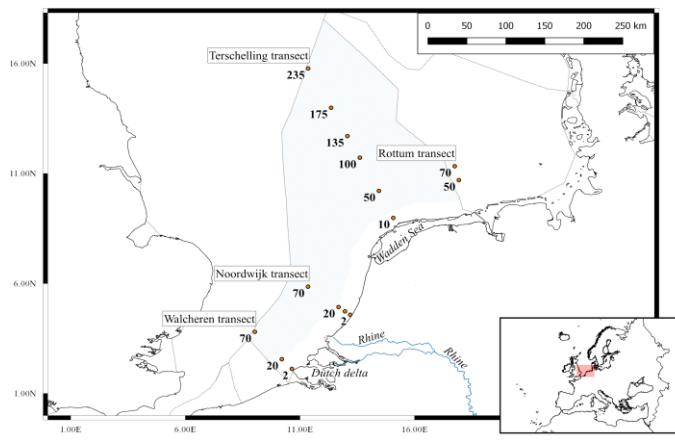 0 50 100 150 200 250 km
16.00N
Terschelling transect
235
175
135
100
Rottum transect
70
50
11.00N
50
10
Wadden Sea
6.00N
Noordwijk transect
70
20
2
Walcheren transect
70
Rhine
Rhine
20
2
Dutch delta
1.00N
1.00E 6.00E 11.00E 16.00E